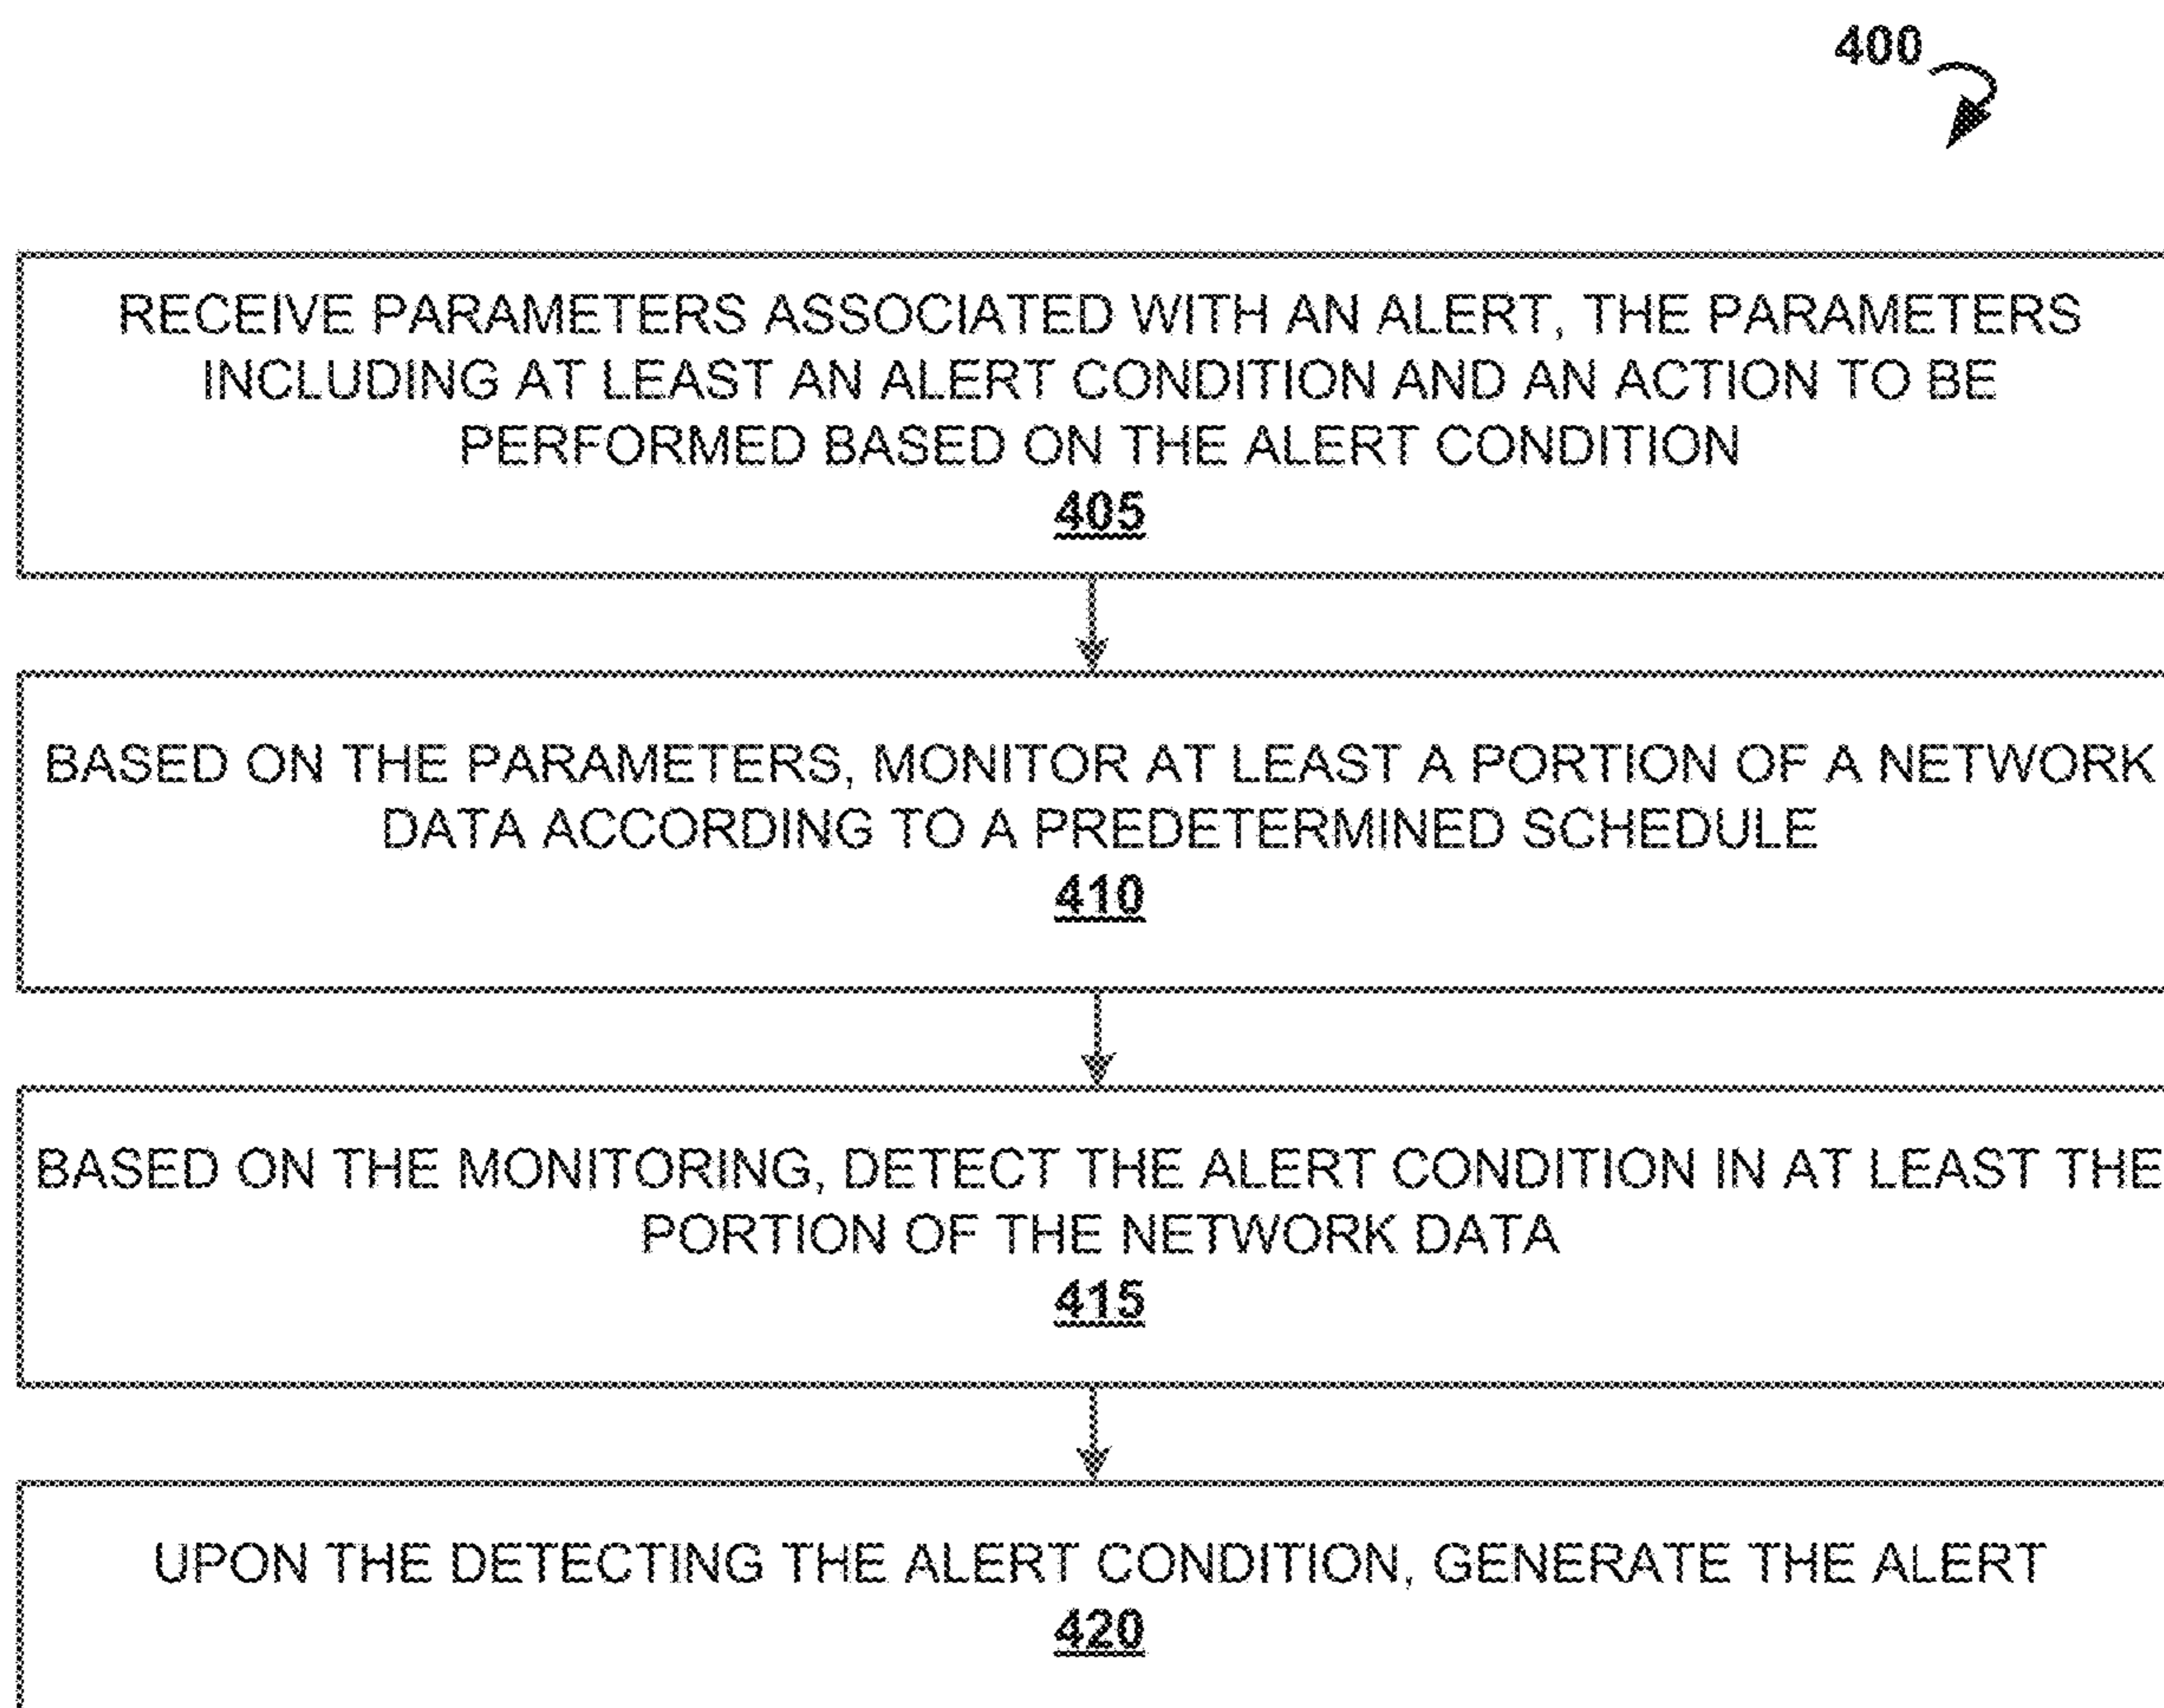 400
RECEIVE PARAMETERS ASSOCIATED WITH AN ALERT, THE PARAMETERS
INCLUDING AT LEAST AN ALERT CONDITION AND AN ACTION TO BE
PERFORMED BASED ON THE ALERT CONDITION
405
BASED ON THE PARAMETERS, MONITOR AT LEAST A PORTION OF A NETWORK
DATA ACCORDING TO A PREDETERMINED SCHEDULE
410
BASED ON THE MONITORING, DETECT THE ALERT CONDITION IN AT LEAST THE
PORTION OF THE NETWORK DATA
415
UPON THE DETECTING THE ALERT CONDITION, GENERATE THE ALERT
420